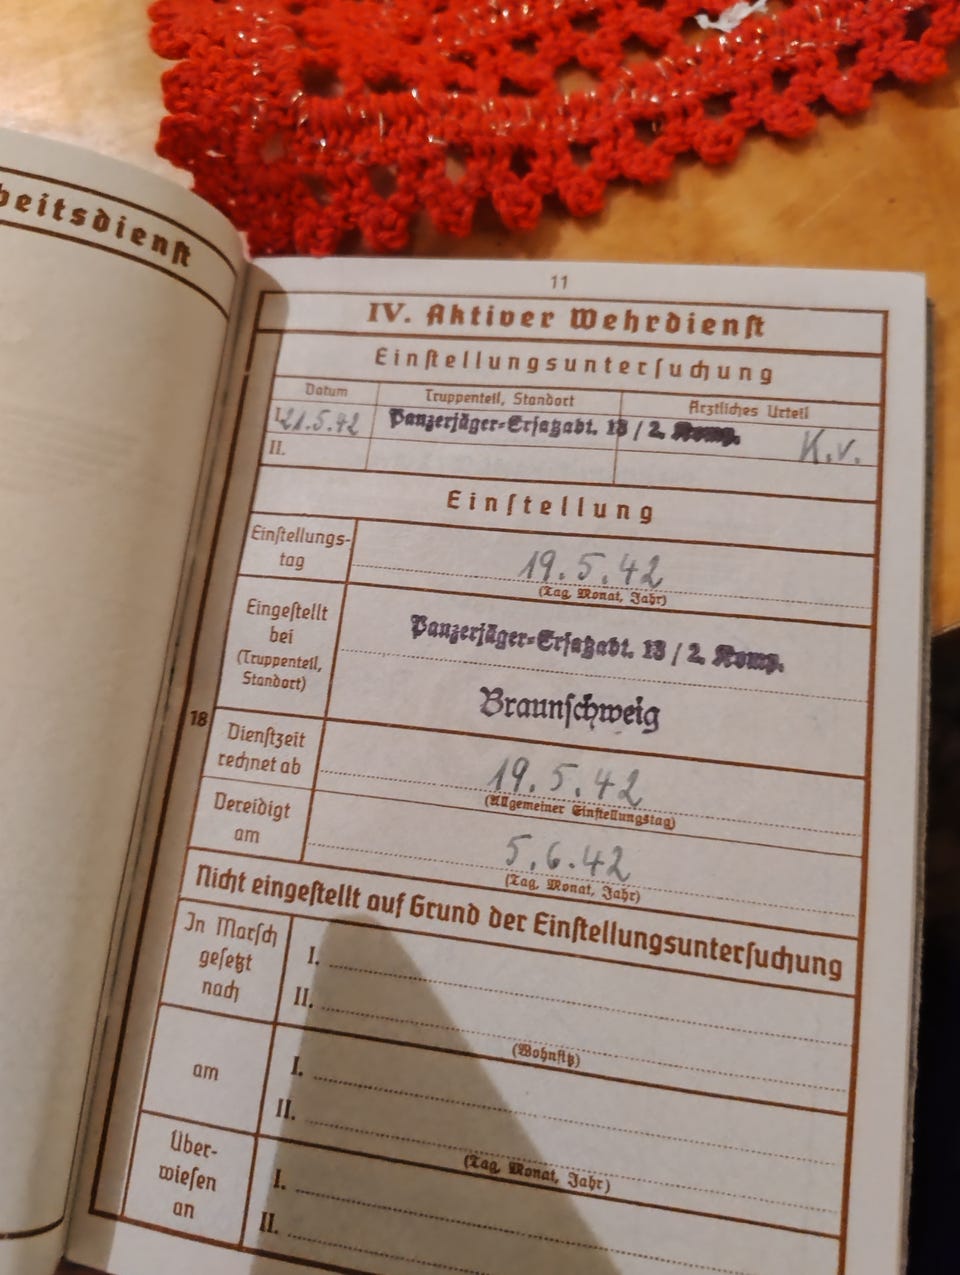 beitsdienst
11
IV. Aktiver Wehrdienst
Einstellungsuntersuchung
Datum Truppenteil, Standort Ärztliches Urteil
I. 21.5.42 Panzerjäger-Ersatzabt. 13 / 2. Komp. K.v.
II.
Einstellung
Einstellungs-
tag
19.5.42
(Tag, Monat, Jahr)
Eingestellt
bei
(Truppenteil,
Standort)
Panzerjäger-Ersatzabt. 13 / 2. Komp.
Braunschweig
18
Dienstzeit
rechnet ab
19.5.42
(Allgemeiner Einstellungstag)
Vereidigt
am
5.6.42
(Tag, Monat, Jahr)
Nicht eingestellt auf Grund der Einstellungsuntersuchung
In Marsch
gesetzt
nach
I.
II.
(Wohnsitz)
am
I.
II.
(Tag, Monat, Jahr)
Über-
wiesen
an
I.
II.